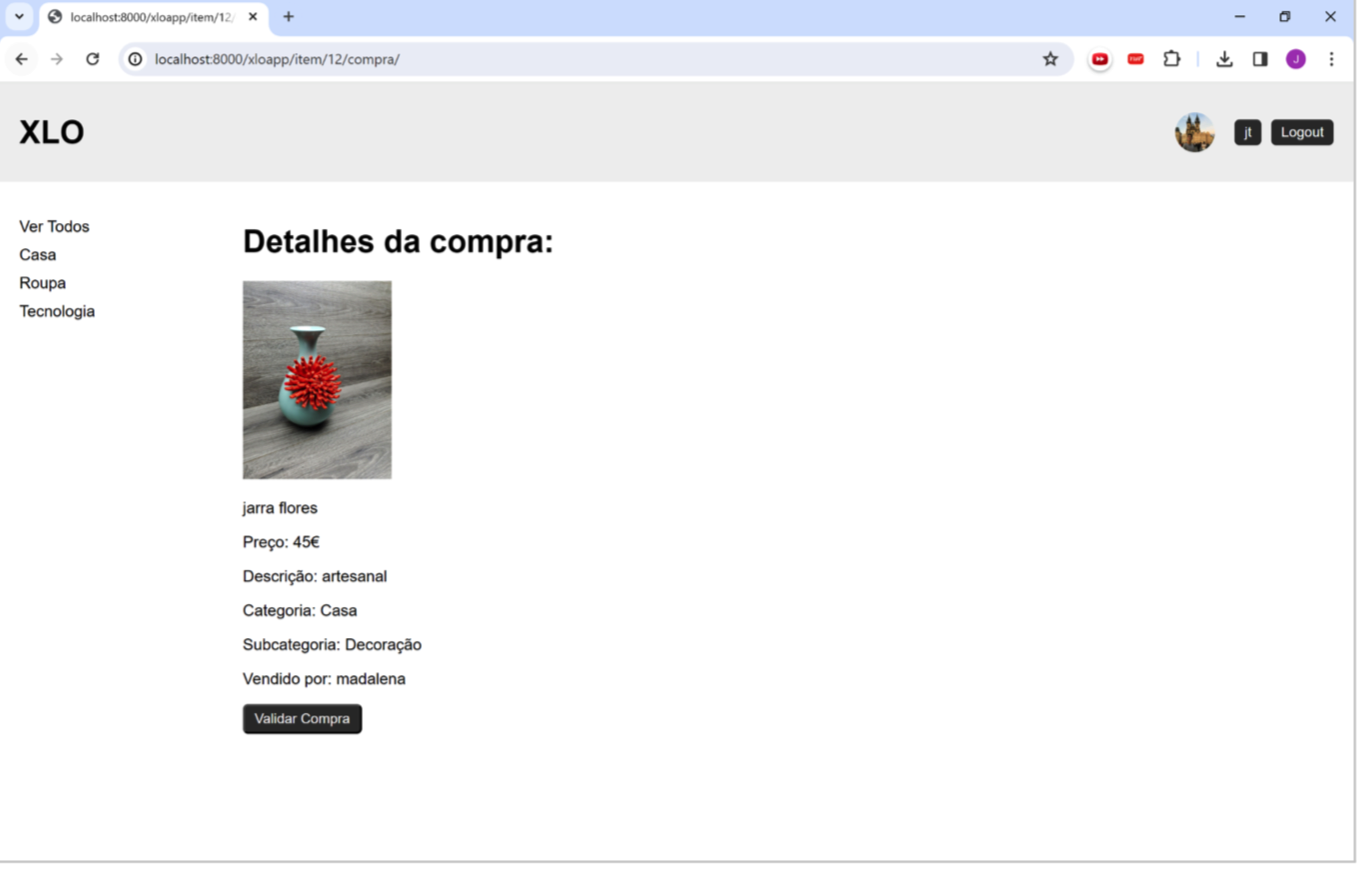 localhost:8000/xloapp/item/12/
localhost:8000/xloapp/item/12/compra/
J
XLO
jt
Logout
Ver Todos
Casa
Roupa
Tecnologia
Detalhes da compra:
jarra flores
Preço: 45€
Descrição: artesanal
Categoria: Casa
Subcategoria: Decoração
Vendido por: madalena
Validar Compra